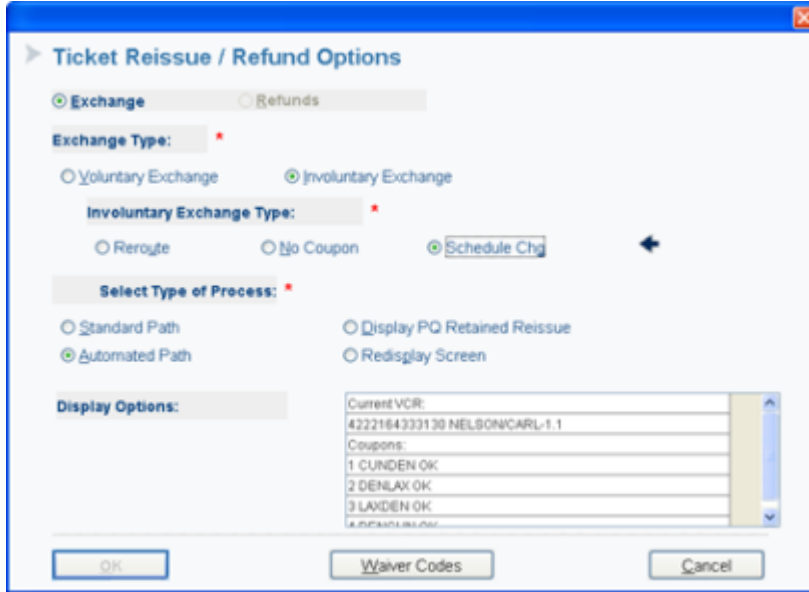 Ticket Reissue / Refund Options
Exchange Refunds
Exchange Type: *
Voluntary Exchange Involuntary Exchange
Involuntary Exchange Type: *
Reroute No Coupon Schedule Chg
Select Type of Process: *
Standard Path Display PQ Retained Reissue
Automated Path Redisplay Screen
Display Options:
Current VCR:
4222164333130 NELSON/CARL-1.1
Coupons:
1 CUNDEN OK
2 DENLAX OK
3 LAXDEN OK
4 DENCUN OK
OK Waiver Codes Cancel